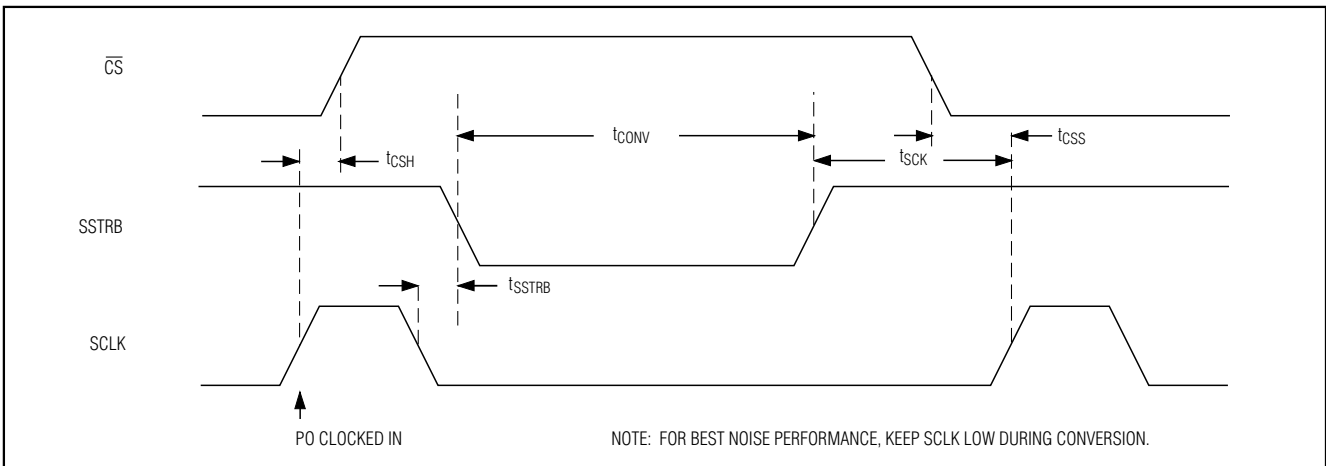 CS
tCONV
tCSS
tCSH
tSCK
SSTRB
tSSTRB
SCLK
PO CLOCKED IN
NOTE: FOR BEST NOISE PERFORMANCE, KEEP SCLK LOW DURING CONVERSION.